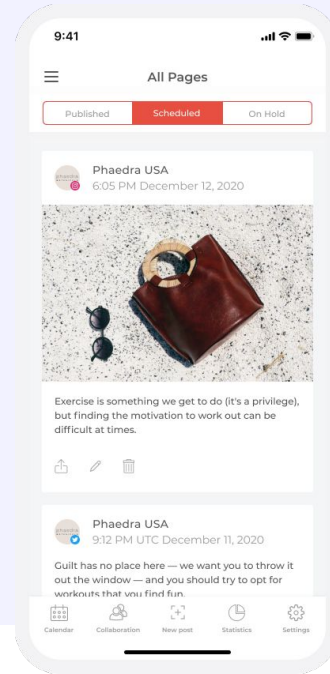 9:41
All Pages
Published Scheduled On Hold
Phaedra USA
6:05 PM December 12, 2020
Exercise is something we get to do (it's a privilege),
but finding the motivation to work out can be
difficult at times.
Phaedra USA
9:12 PM UTC December 11, 2020
Guilt has no place here — we want you to throw it
out the window — and you should try to opt for
workouts that you find fun.
Calendar Collaboration New post Statistics Settings